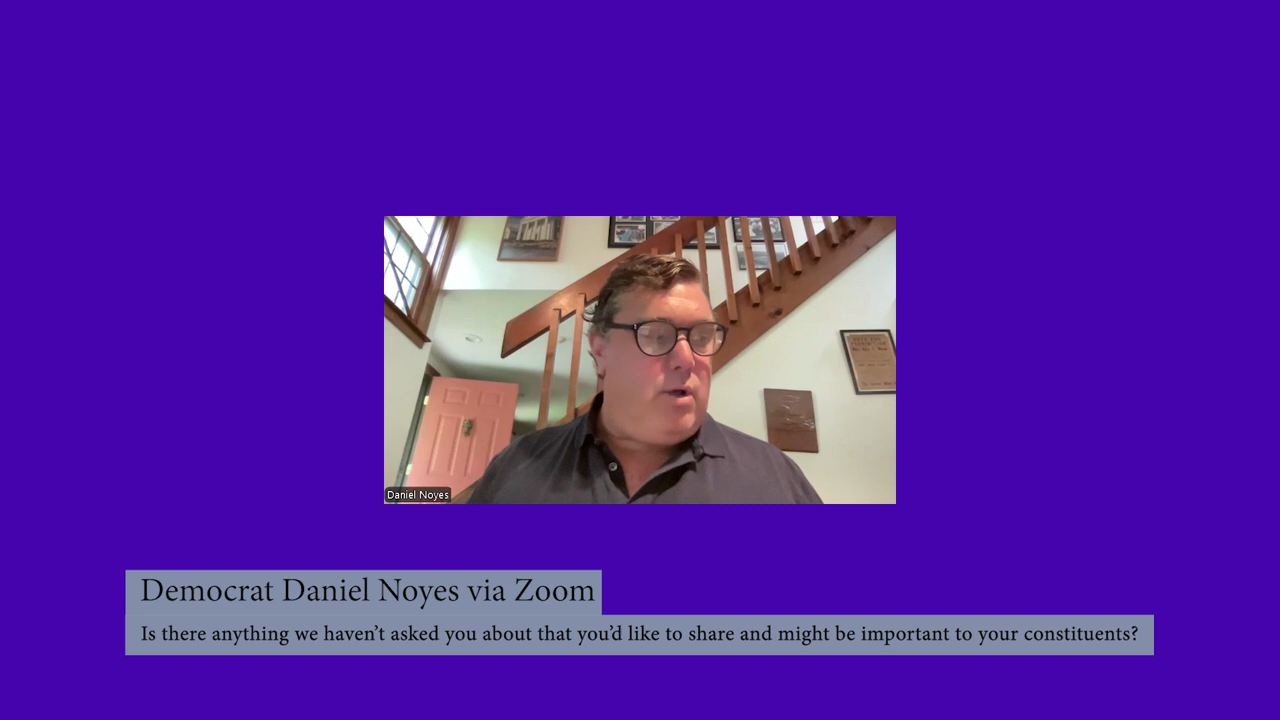 Daniel Noyes
Democrat Daniel Noyes via Zoom
Is there anything we haven’t asked you about that you’d like to share and might be important to your constituents?